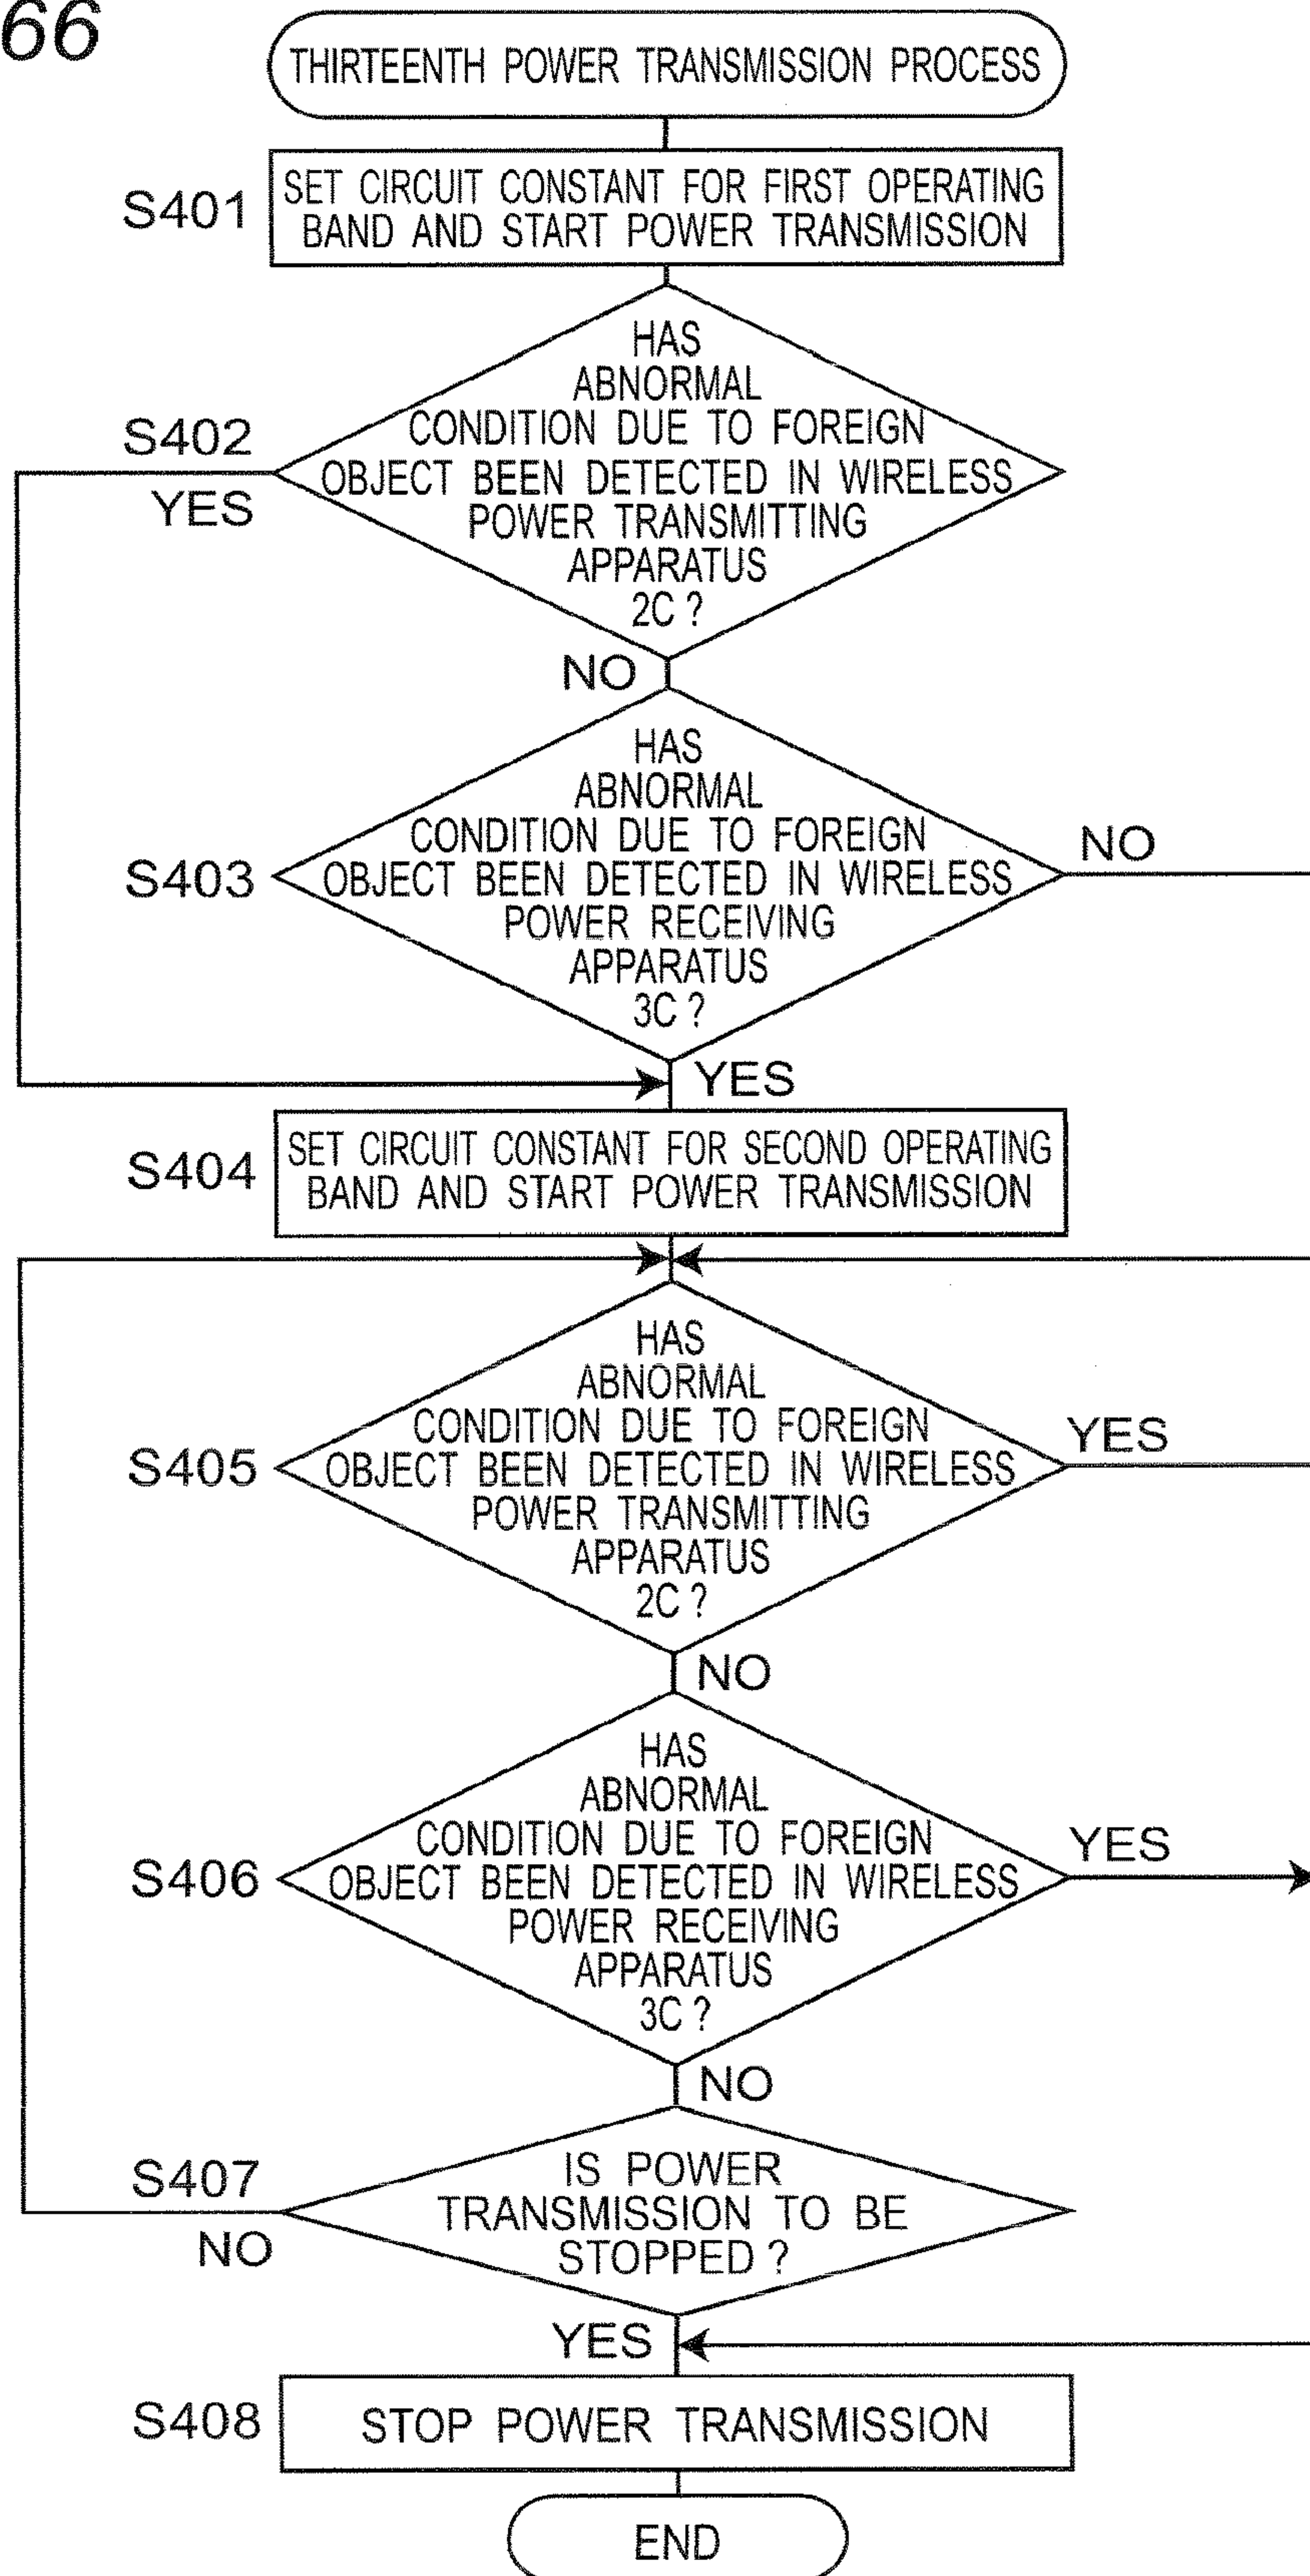 66
THIRTEENTH POWER TRANSMISSION PROCESS
S401
SET CIRCUIT CONSTANT FOR FIRST OPERATING
BAND AND START POWER TRANSMISSION
S402
YES
HAS
ABNORMAL
CONDITION DUE TO FOREIGN
OBJECT BEEN DETECTED IN WIRELESS
POWER TRANSMITTING
APPARATUS
2C ?
NO
S403
HAS
ABNORMAL
CONDITION DUE TO FOREIGN
OBJECT BEEN DETECTED IN WIRELESS
POWER RECEIVING
APPARATUS
3C ?
NO
YES
S404
SET CIRCUIT CONSTANT FOR SECOND OPERATING
BAND AND START POWER TRANSMISSION
S405
HAS
ABNORMAL
CONDITION DUE TO FOREIGN
OBJECT BEEN DETECTED IN WIRELESS
POWER TRANSMITTING
APPARATUS
2C ?
YES
NO
S406
HAS
ABNORMAL
CONDITION DUE TO FOREIGN
OBJECT BEEN DETECTED IN WIRELESS
POWER RECEIVING
APPARATUS
3C ?
YES
NO
S407
NO
IS POWER
TRANSMISSION TO BE
STOPPED ?
YES
S408
STOP POWER TRANSMISSION
END